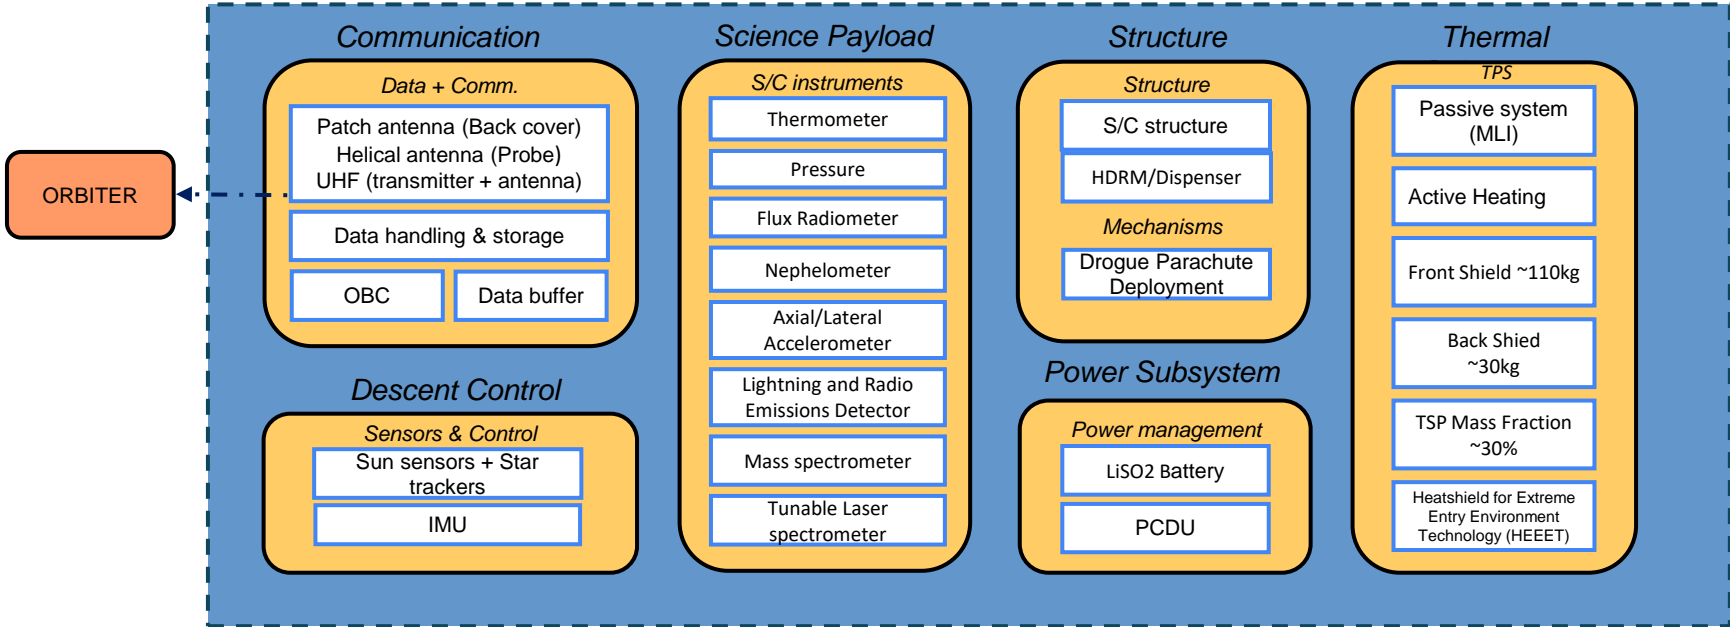 ORBITER
Communication
Data + Comm.
Patch antenna (Back cover)
Helical antenna (Probe)
UHF (transmitter + antenna)
Data handling & storage
OBC
Data buffer
Descent Control
Sensors & Control
Sun sensors + Star
trackers
IMU
Science Payload
S/C instruments
Thermometer
Pressure
Flux Radiometer
Nephelometer
Axial/Lateral
Accelerometer
Lightning and Radio
Emissions Detector
Mass spectrometer
Tunable Laser
spectrometer
Structure
Structure
S/C structure
HDRM/Dispenser
Mechanisms
Drogue Parachute
Deployment
Power Subsystem
Power management
LiSO2 Battery
PCDU
Thermal
TPS
Passive system
(MLI)
Active Heating
Front Shield ~110kg
Back Shied
~30kg
TSP Mass Fraction
~30%
Heatshield for Extreme
Entry Environment
Technology (HEEET)